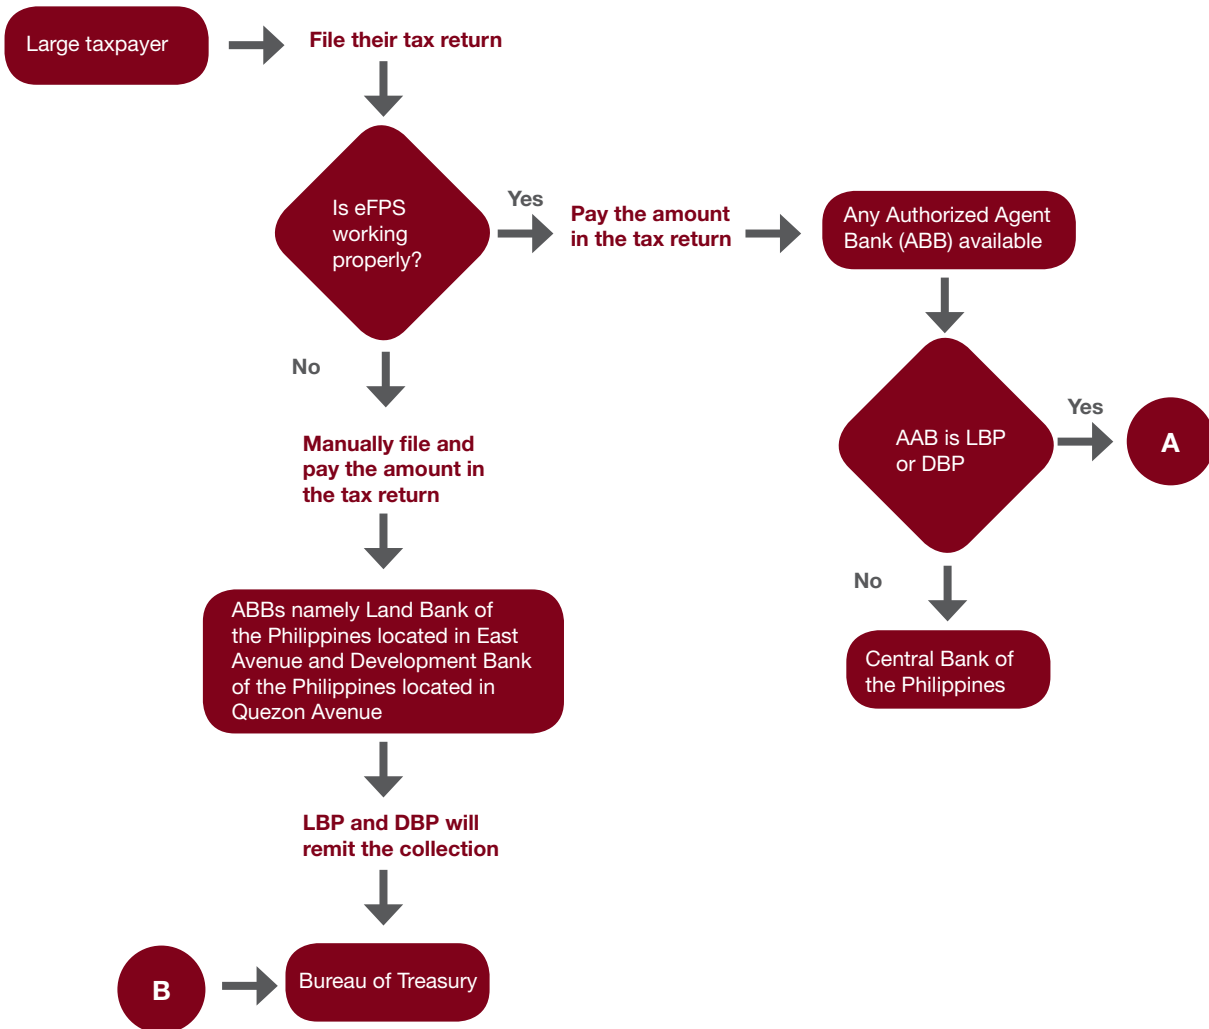 Large taxpayer
File their tax return
Is eFPS
working
properly?
Yes
Pay the amount
in the tax return
Any Authorized Agent
Bank (ABB) available
AAB is LBP
or DBP
Yes
A
No
Central Bank of
the Philippines
No
Manually file and
pay the amount in
the tax return
ABBs namely Land Bank of
the Philippines located in East
Avenue and Development Bank
of the Philippines located in
Quezon Avenue
LBP and DBP will
remit the collection
B
Bureau of Treasury